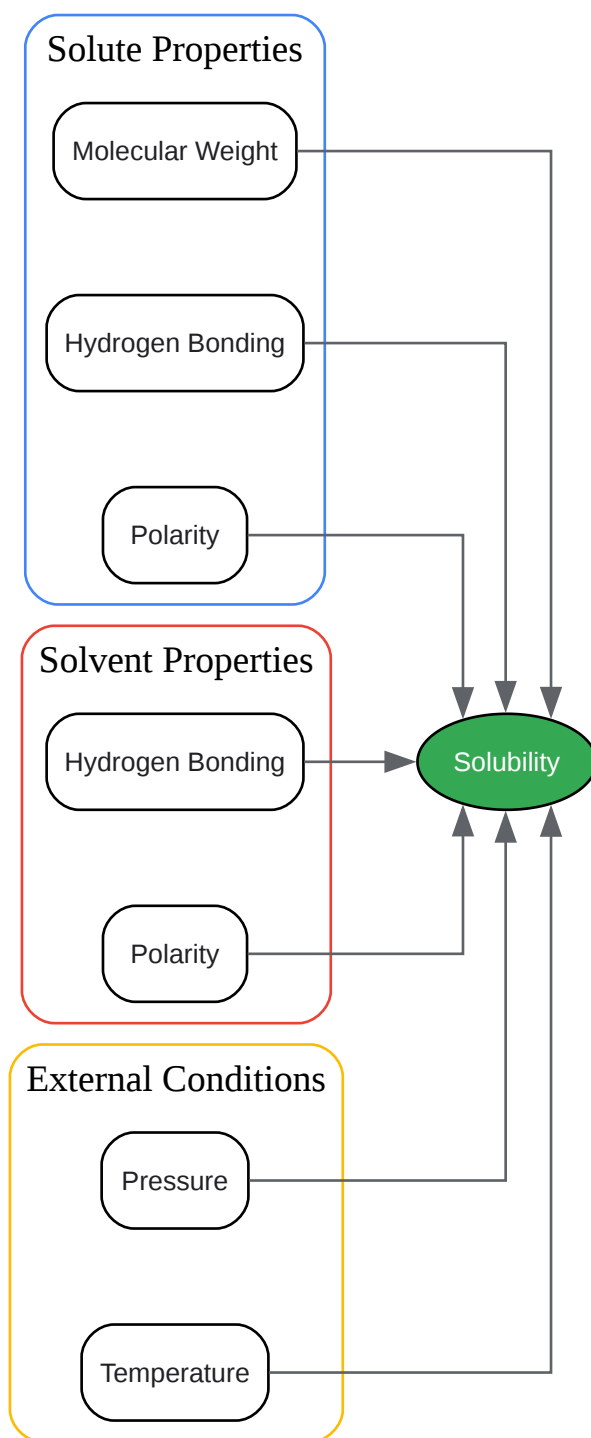 Solute Properties
Molecular Weight
Hydrogen Bonding
Polarity
Solvent Properties
Hydrogen Bonding
Solubility
Polarity
External Conditions
Pressure
Temperature